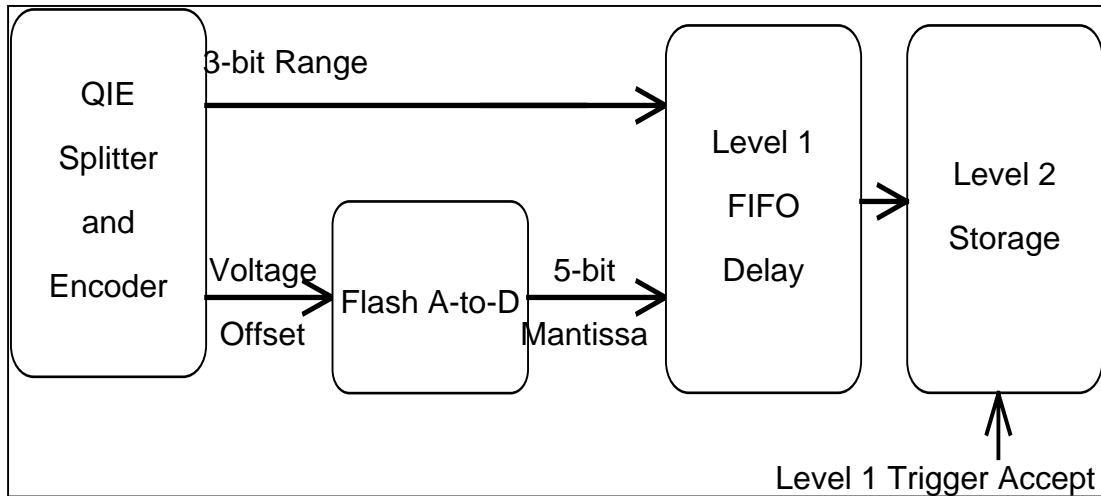 QIE
Splitter
and
Encoder
3-bit Range
Voltage
Offset
Flash A-to-D
5-bit
Mantissa
Level 1
FIFO
Delay
Level 2
Storage
Level 1 Trigger Accept